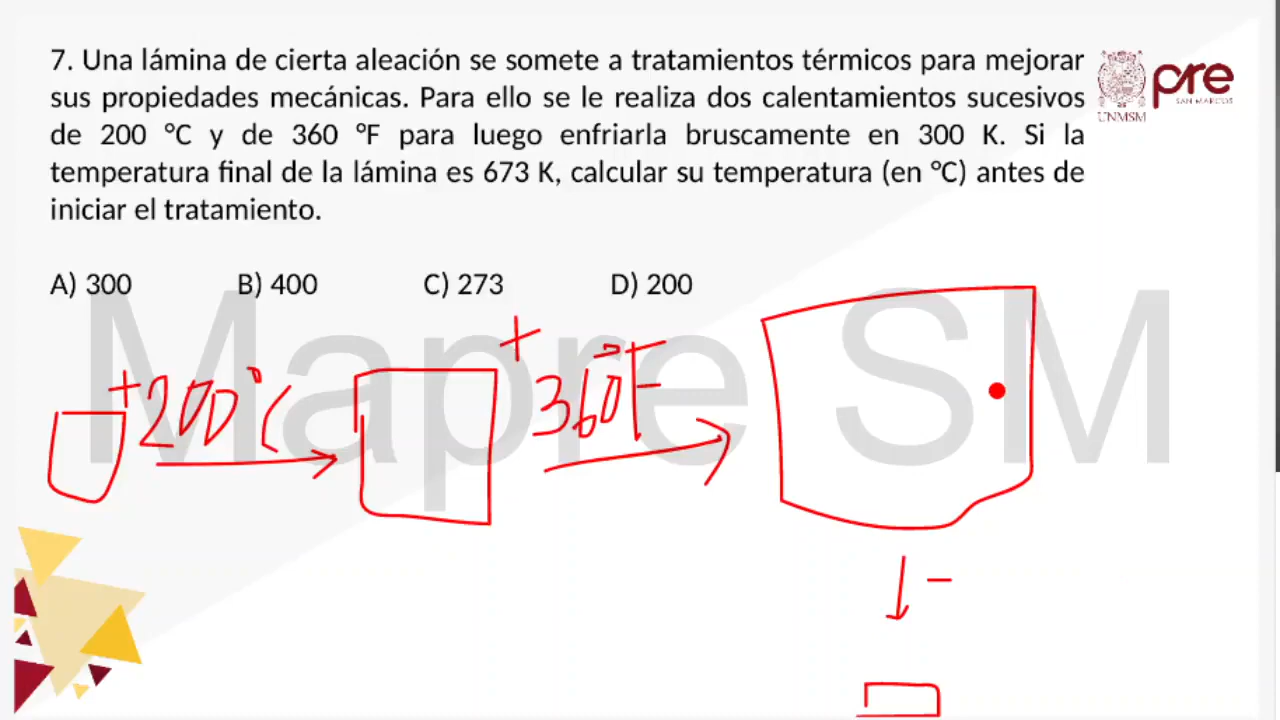 7. Una lámina de cierta aleación se somete a tratamientos térmicos para mejorar
sus propiedades mecánicas. Para ello se le realiza dos calentamientos sucesivos
de 200 °C y de 360 °F para luego enfriarla bruscamente en 300 K. Si la
temperatura final de la lámina es 673 K, calcular su temperatura (en °C) antes de
iniciar el tratamiento.
pre
SAN MARCOS
UNMSM
A) 300 B) 400 C) 273 D) 200
Mapre SM
+200°C
+
360°F
−